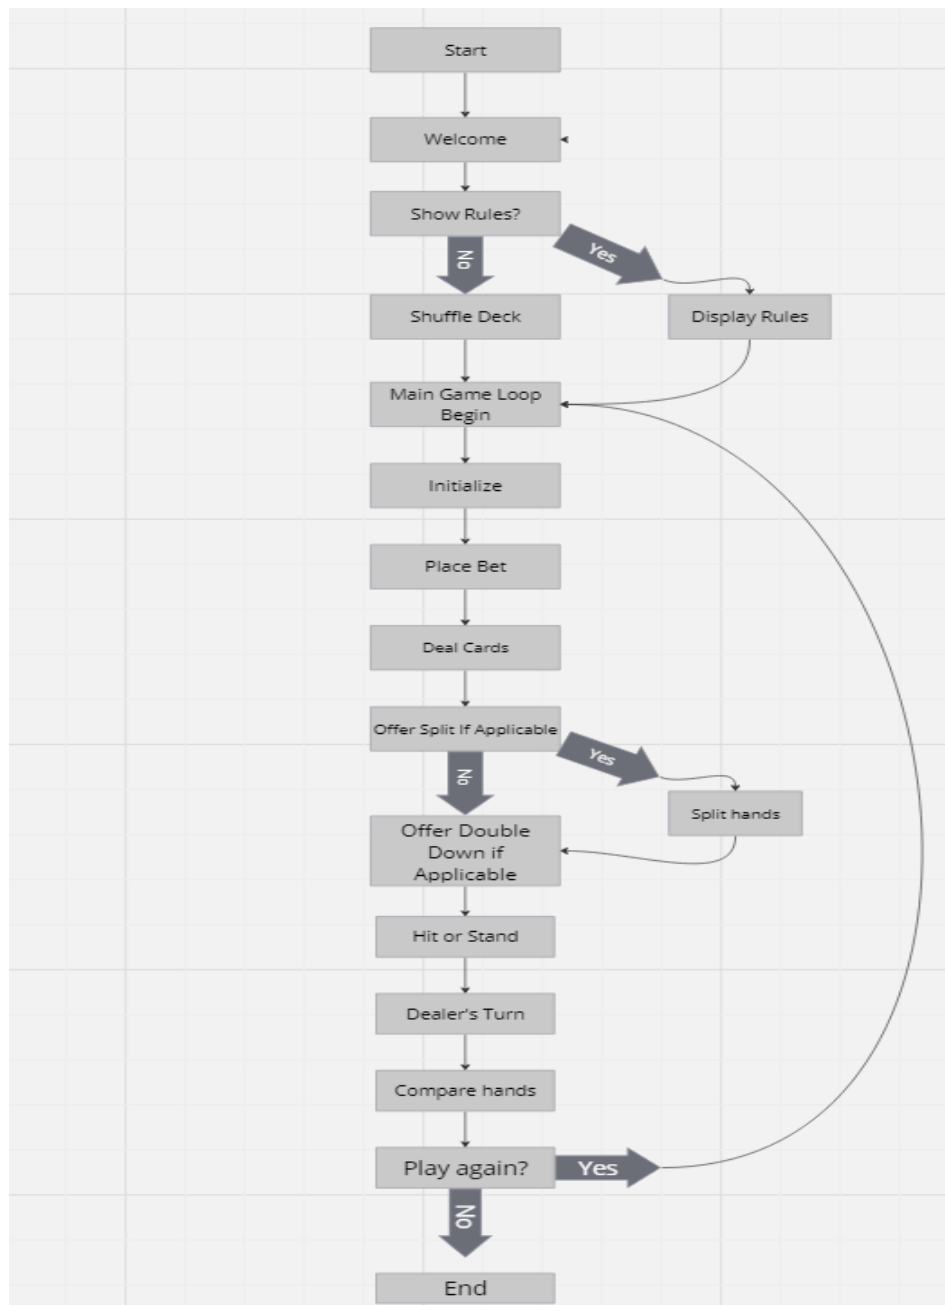 Start
Welcome
Show Rules?
No
Yes
Shuffle Deck
Display Rules
Main Game Loop
Begin
Initialize
Place Bet
Deal Cards
Offer Split If Applicable
No
Yes
Split hands
Offer Double
Down if
Applicable
Hit or Stand
Dealer's Turn
Compare hands
Play again?
Yes
No
End